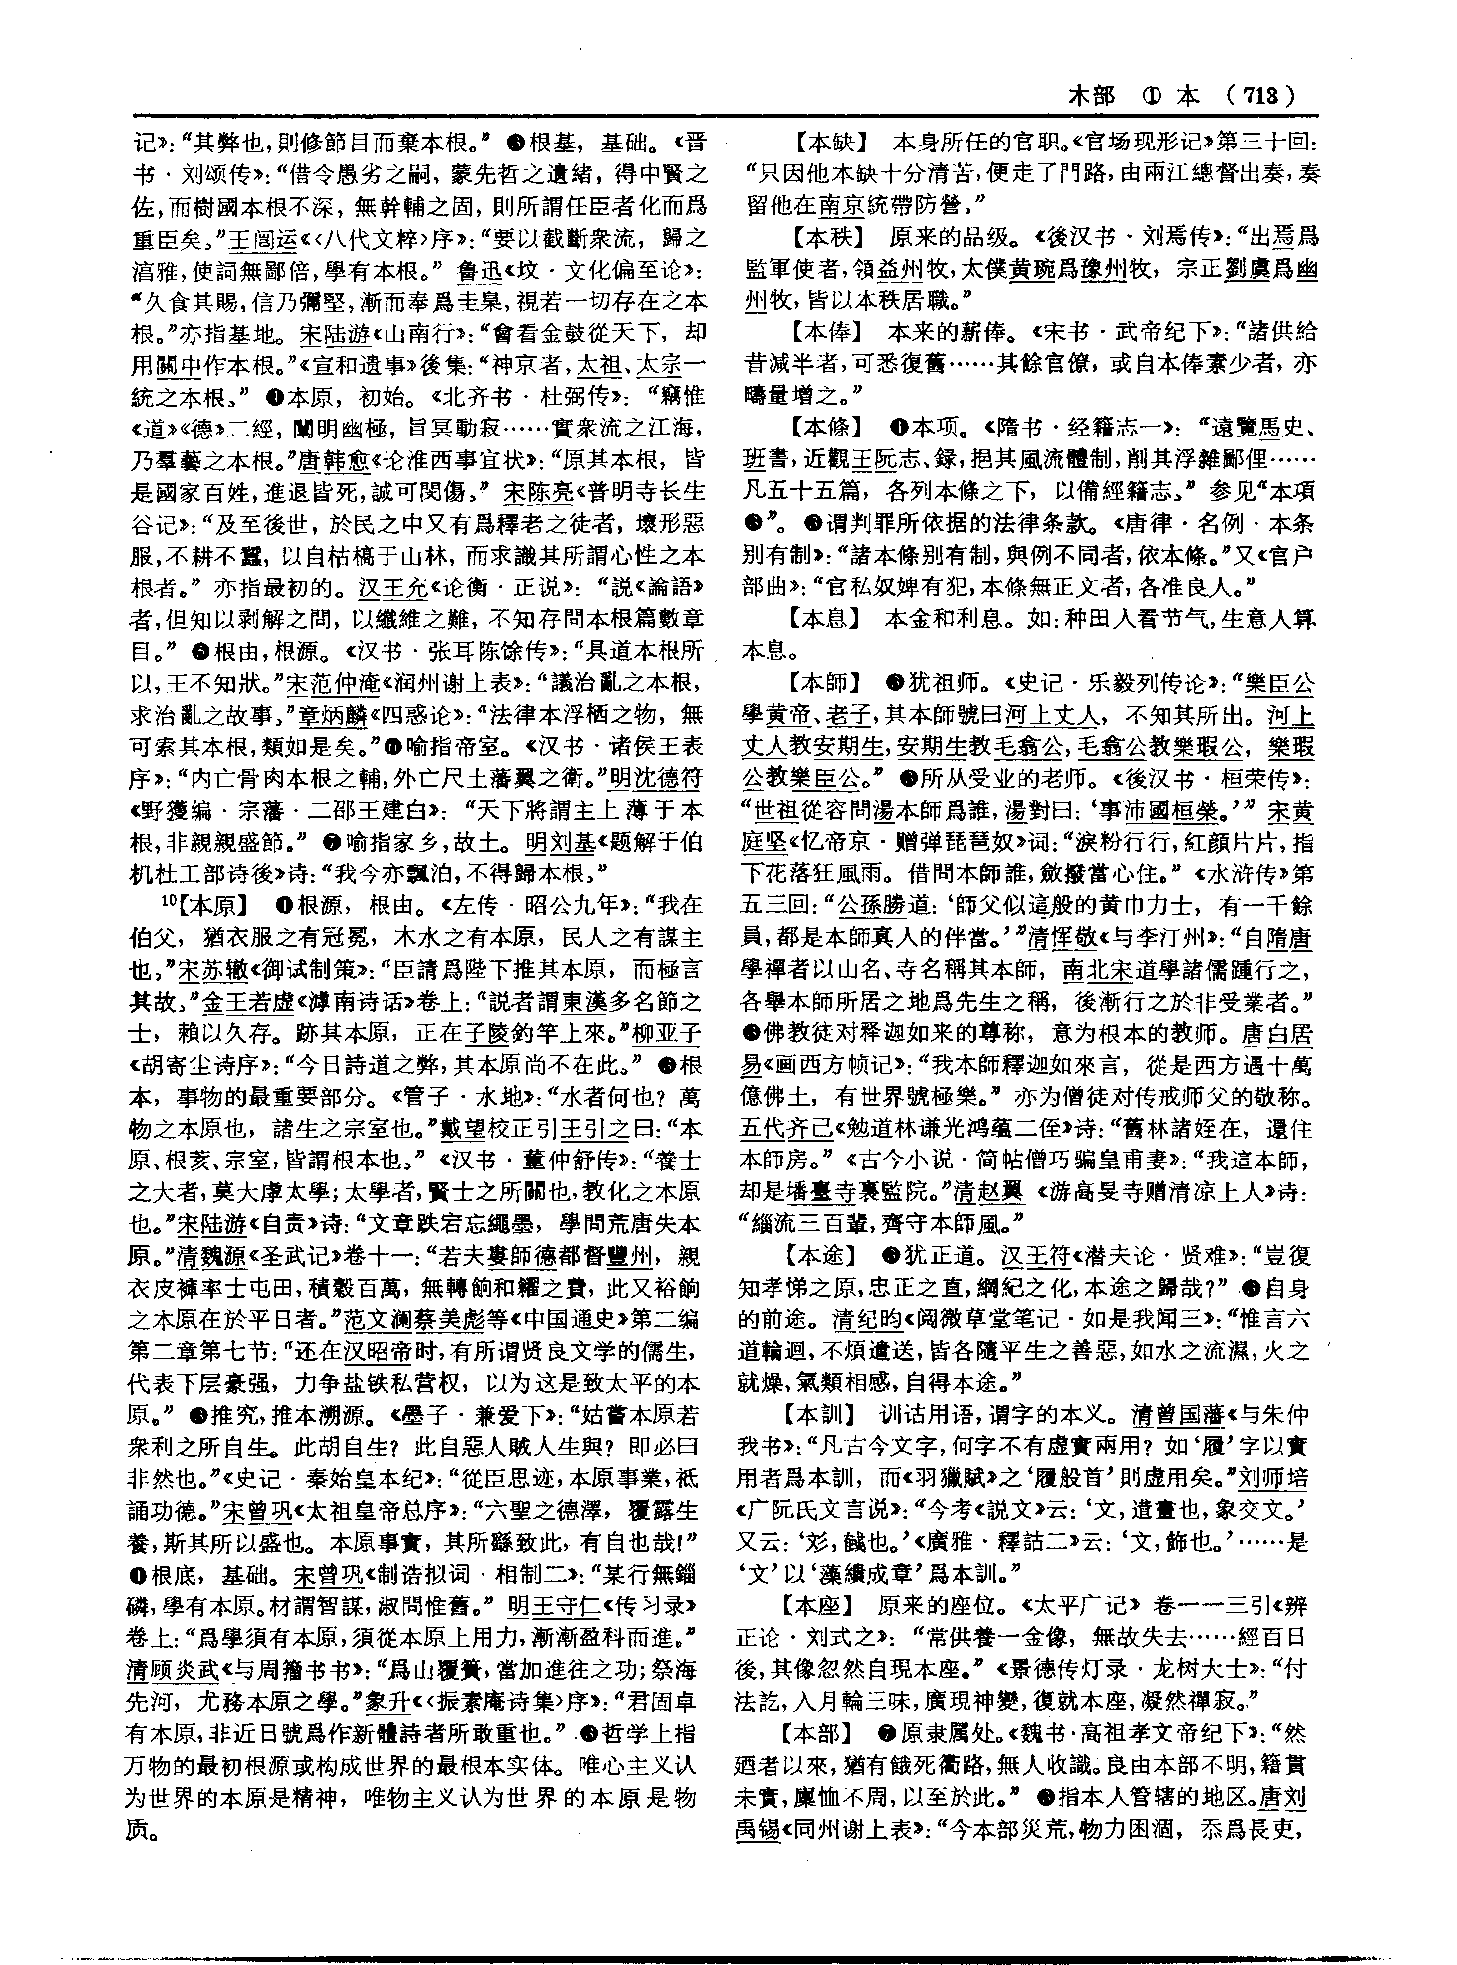 木部 ① 本 (713)
记》：“其弊也，則修節目而棄本根。” ❸根基，基础。《晋
书·刘颂传》：“借令愚劣之嗣，蒙先哲之遺緒，得中賢之
佐，而樹國本根不深，無幹輔之固，則所謂任臣者化而爲
重臣矣。”王闿运《〈八代文粹〉序》：“要以截斷衆流，歸之
淯雅，使詞無鄙倍，學有本根。” 鲁迅《坟·文化偏至论》：
“久食其賜，信乃彌堅，漸而奉爲圭臬，視若一切存在之本
根。”亦指基地。宋陆游《山南行》：“會看金鼓從天下，却
用關中作本根。”《宣和遗事》後集：“神京者，太祖、太宗一
統之本根。” ❹本原，初始。《北齐书·杜弼传》：“竊惟
《道》《德》二經，闡明幽極，旨冥動寂……實衆流之江海，
乃羣藝之本根。”唐韩愈《论淮西事宜状》：“原其本根，皆
是國家百姓，進退皆死，誠可閔傷。” 宋陈亮《普明寺长生
谷记》：“及至後世，於民之中又有爲釋老之徒者，壞形惡
服，不耕不蠶，以自枯槁于山林，而求識其所謂心性之本
根者。” 亦指最初的。汉王充《论衡·正说》：“説《論語》
者，但知以剥解之問，以纖維之難，不知存問本根篇數章
目。” ❺根由，根源。《汉书·张耳陈馀传》：“具道本根所
以，王不知狀。”宋范仲淹《润州谢上表》：“議治亂之本根，
求治亂之故事。”章炳麟《四惑论》：“法律本浮栖之物，無
可索其本根，類如是矣。”❻喻指帝室。《汉书·诸侯王表
序》：“内亡骨肉本根之輔，外亡尺土藩翼之衛。”明沈德符
《野獲编·宗藩·二郡王建白》：“天下將謂主上薄于本
根，非親親盛節。” ❼喻指家乡，故土。明刘基《题解于伯
机杜工部诗後》诗：“我今亦飄泊，不得歸本根。”
10【本原】 ❶根源，根由。《左传·昭公九年》：“我在
伯父，猶衣服之有冠冕，木水之有本原，民人之有謀主
也。”宋苏辙《御试制策》：“臣請爲陛下推其本原，而極言
其故。”金王若虚《滹南诗话》卷上：“説者謂東漢多名節之
士，賴以久存。跡其本原，正在子陵釣竿上來。”柳亚子
《胡寄尘诗序》：“今日詩道之弊，其本原尚不在此。” ❷根
本，事物的最重要部分。《管子·水地》：“水者何也？萬
物之本原也，諸生之宗室也。”戴望校正引王引之曰：“本
原、根荄、宗室，皆謂根本也。” 《汉书·董仲舒传》：“養士
之大者，莫大虖太學；太學者，賢士之所關也，教化之本原
也。”宋陆游《自责》诗：“文章跌宕忘繩墨，學問荒唐失本
原。”清魏源《圣武记》卷十一：“若夫婁師德都督豐州，親
衣皮褲率士屯田，積穀百萬，無轉餉和糴之費，此又裕餉
之本原在於平日者。”范文澜蔡美彪等《中国通史》第二编
第二章第七节：“还在汉昭帝时，有所谓贤良文学的儒生，
代表下层豪强，力争盐铁私营权，以为这是致太平的本
原。” ❸推究，推本溯源。《墨子·兼爱下》：“姑嘗本原若
衆利之所自生。此胡自生？此自惡人賊人生與？即必曰
非然也。”《史记·秦始皇本纪》：“從臣思迹，本原事業，祗
誦功德。”宋曾巩《太祖皇帝总序》：“六聖之德澤，覆露生
養，斯其所以盛也。本原事實，其所繇致此，有自也哉！”
❹根底，基础。宋曾巩《制诰拟词·相制二》：“某行無緇
磷，學有本原。材謂智謀，淑問惟舊。” 明王守仁《传习录》
卷上：“爲學須有本原，須從本原上用力，漸漸盈科而進。”
清顾炎武《与周籀书书》：“爲山覆簣，當加進往之功；祭海
先河，尤務本原之學。”象升《〈振素庵诗集〉序》：“君固卓
有本原，非近日號爲作新體詩者所敢重也。” ❺哲学上指
万物的最初根源或构成世界的最根本实体。唯心主义认
为世界的本原是精神，唯物主义认为世界的本原是物
质。
【本缺】 本身所任的官职。《官场现形记》第三十回：
“只因他本缺十分清苦，便走了門路，由兩江總督出奏，奏
留他在南京統帶防營。”
【本秩】 原来的品级。《後汉书·刘焉传》：“出焉爲
監軍使者，領益州牧，太僕黄琬爲豫州牧，宗正劉虞爲幽
州牧，皆以本秩居職。”
【本俸】 本来的薪俸。《宋书·武帝纪下》：“諸供給
昔減半者，可悉復舊……其餘官僚，或自本俸素少者，亦
疇量增之。”
【本條】 ❶本项。《隋书·经籍志一》：“遠覽馬史、
班書，近觀王阮志、録，挹其風流體制，削其浮雜鄙俚……
凡五十五篇，各列本條之下，以備經籍志。” 参见“本項
❸”。❷谓判罪所依据的法律条款。《唐律·名例·本条
别有制》：“諸本條别有制，與例不同者，依本條。”又《官户
部曲》：“官私奴婢有犯，本條無正文者，各准良人。”
【本息】 本金和利息。如：种田人看节气，生意人算
本息。
【本師】 ❶犹祖师。《史记·乐毅列传论》：“樂臣公
學黄帝、老子，其本師號曰河上丈人，不知其所出。河上
丈人教安期生，安期生教毛翕公，毛翕公教樂瑕公，樂瑕
公教樂臣公。” ❷所从受业的老师。《後汉书·桓荣传》：
“世祖從容問湯本師爲誰，湯對曰：‘事沛國桓榮。’” 宋黄
庭坚《忆帝京·赠弹琵琶奴》词：“淚粉行行，紅顔片片，指
下花落狂風雨。借問本師誰，斂撥當心住。” 《水浒传》第
五三回：“公孫勝道：‘師父似這般的黄巾力士，有一千餘
員，都是本師真人的伴當。’”清恽敬《与李汀州》：“自隋唐
學禪者以山名、寺名稱其本師，南北宋道學諸儒踵行之，
各舉本師所居之地爲先生之稱，後漸行之於非受業者。”
❸佛教徒对释迦如来的尊称，意为根本的教师。唐白居
易《画西方帧记》：“我本師釋迦如來言，從是西方過十萬
億佛土，有世界號極樂。” 亦为僧徒对传戒师父的敬称。
五代齐己《勉道林谦光鸿蕴二侄》诗：“舊林諸姪在，還住
本師房。” 《古今小说·简帖僧巧骗皇甫妻》：“我這本師，
却是墦臺寺裏監院。”清赵翼《游高旻寺赠清凉上人》诗：
“緇流三百輩，齊守本師風。”
【本途】 ❶犹正道。汉王符《潜夫论·贤难》：“豈復
知孝悌之原，忠正之直，綱紀之化，本途之歸哉？” ❷自身
的前途。清纪昀《阅微草堂笔记·如是我闻三》：“惟言六
道輪迴，不煩遣送，皆各隨平生之善惡，如水之流濕，火之
就燥，氣類相感，自得本途。”
【本訓】 训诂用语，谓字的本义。清曾国藩《与朱仲
我书》：“凡古今文字，何字不有虚實兩用？如‘履’字以實
用者爲本訓，而《羽獵賦》之‘履般首’則虚用矣。”刘师培
《广阮氏文言说》：“今考《説文》云：‘文，遣畫也，象交文。’
又云：‘彣，䤺也。’《廣雅·釋詁二》云：‘文，飾也。’……是
‘文’以‘藻繢成章’爲本訓。”
【本座】 原来的座位。《太平广记》卷一一三引《辨
正论·刘式之》：“常供養一金像，無故失去……經百日
後，其像忽然自現本座。” 《景德传灯录·龙树大士》：“付
法訖，入月輪三昧，廣現神變，復就本座，凝然禪寂。”
【本部】 ❶原隶属处。《魏书·高祖孝文帝纪下》：“然
廼者以來，猶有餓死衢路，無人收識。良由本部不明，籍貫
未實，廩恤不周，以至於此。” ❷指本人管辖的地区。唐刘
禹锡《同州谢上表》：“今本部災荒，物力困涸，忝爲長吏，